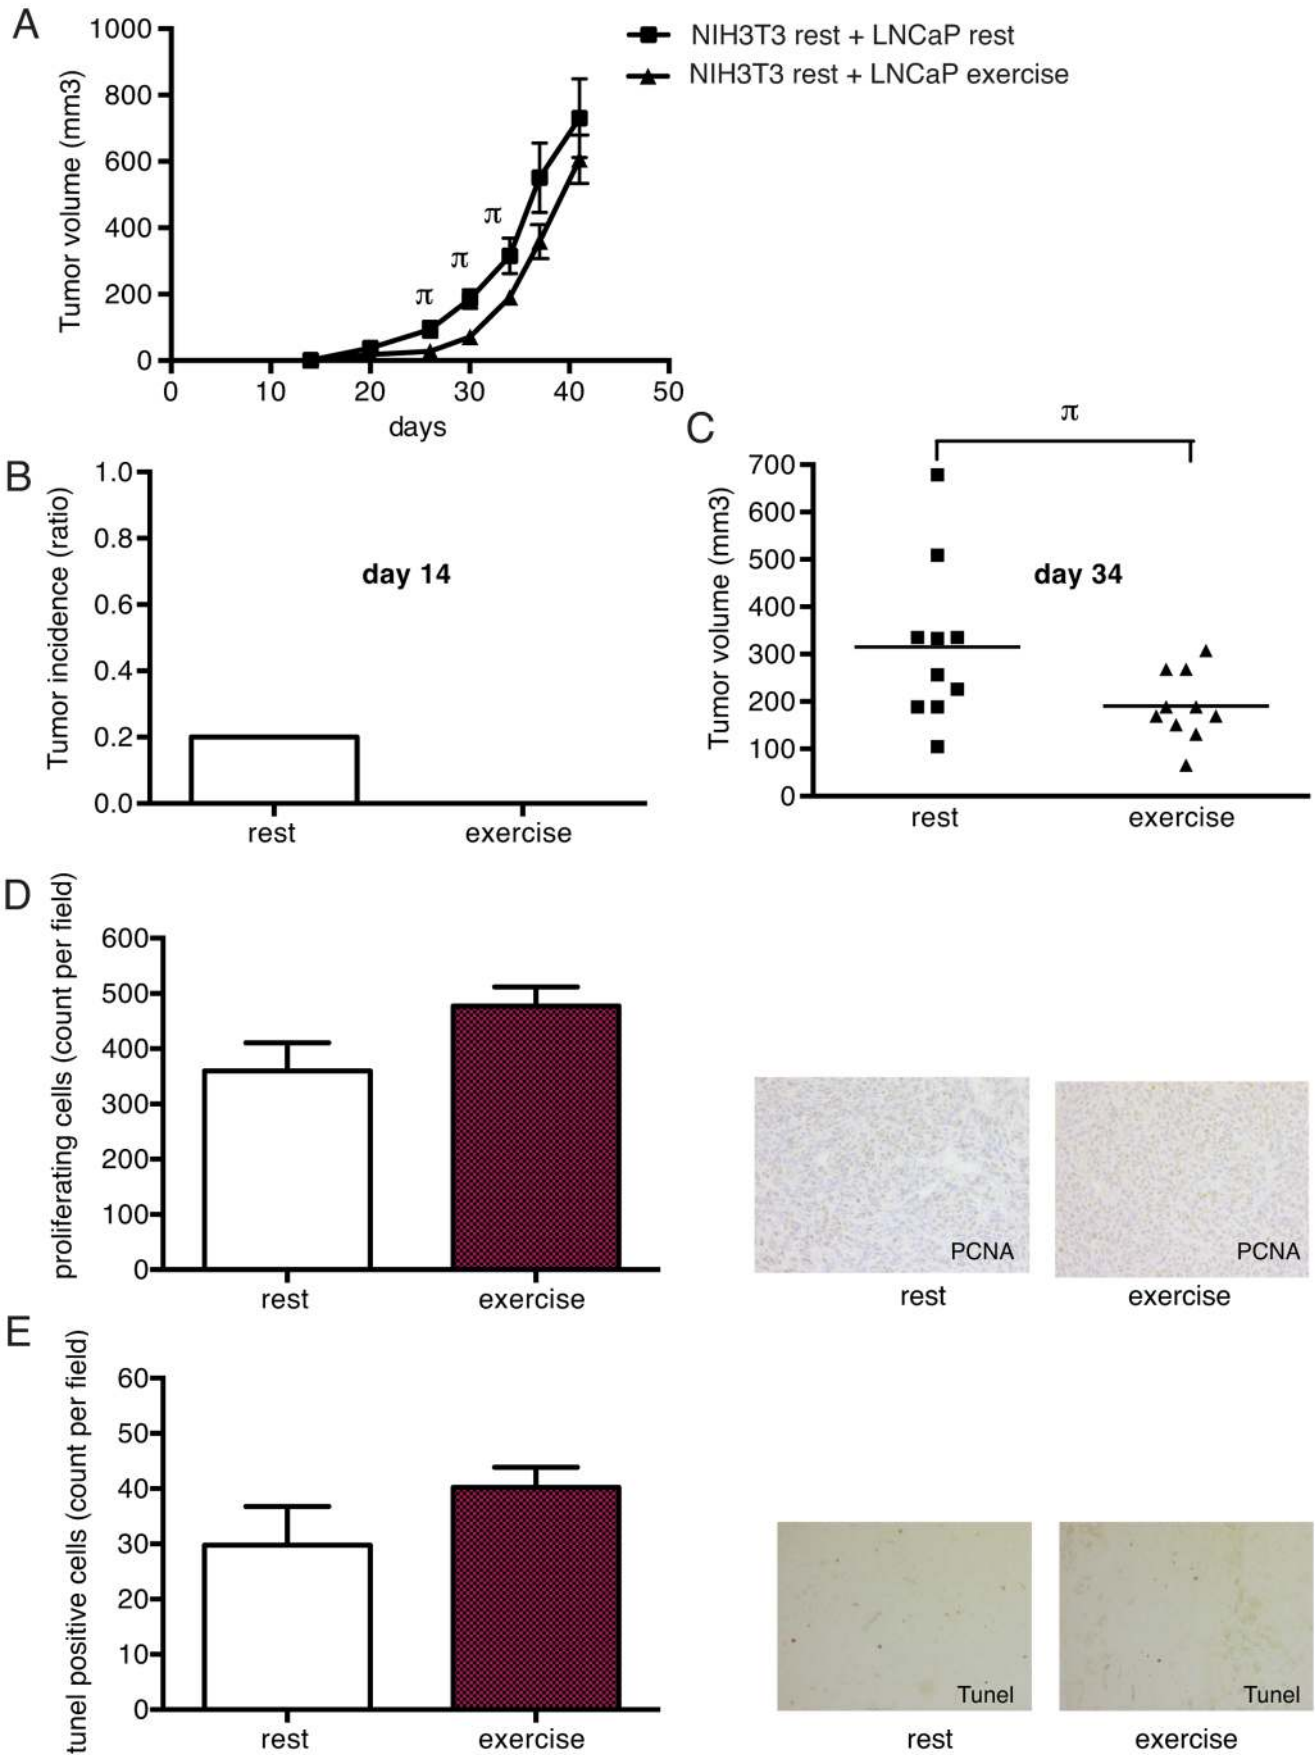 A
Tumor volume (mm3)
1000
800
600
400
200
0
π
π
π
0 10 20 30 40 50
days
NIH3T3 rest + LNCaP rest
NIH3T3 rest + LNCaP exercise
B
Tumor incidence (ratio)
1.0
0.8
0.6
0.4
0.2
0.0
day 14
rest exercise
C
π
Tumor volume (mm3)
700
600
500
400
300
200
100
0
day 34
rest exercise
D
proliferating cells (count per field)
600
500
400
300
200
100
0
rest exercise
PCNA PCNA
rest exercise
E
tunel positive cells (count per field)
60
50
40
30
20
10
0
rest exercise
Tunel Tunel
rest exercise